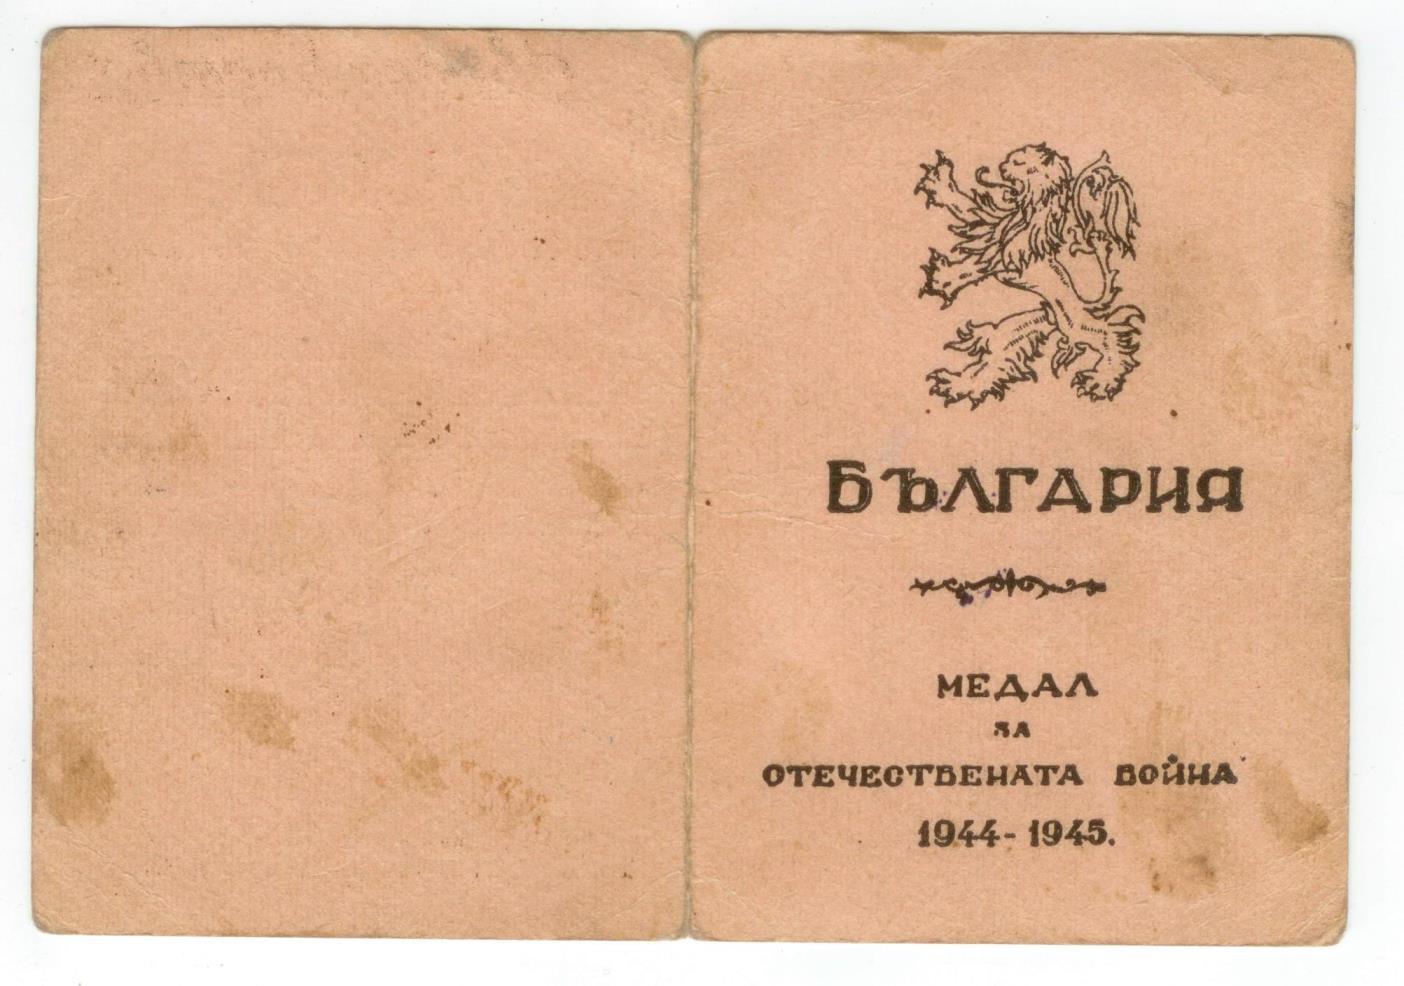 БЪЛГАРИЯ
МЕДАЛ
ЗА
ОТЕЧЕСТВЕНАТА ВОЙНА
1944-1945.